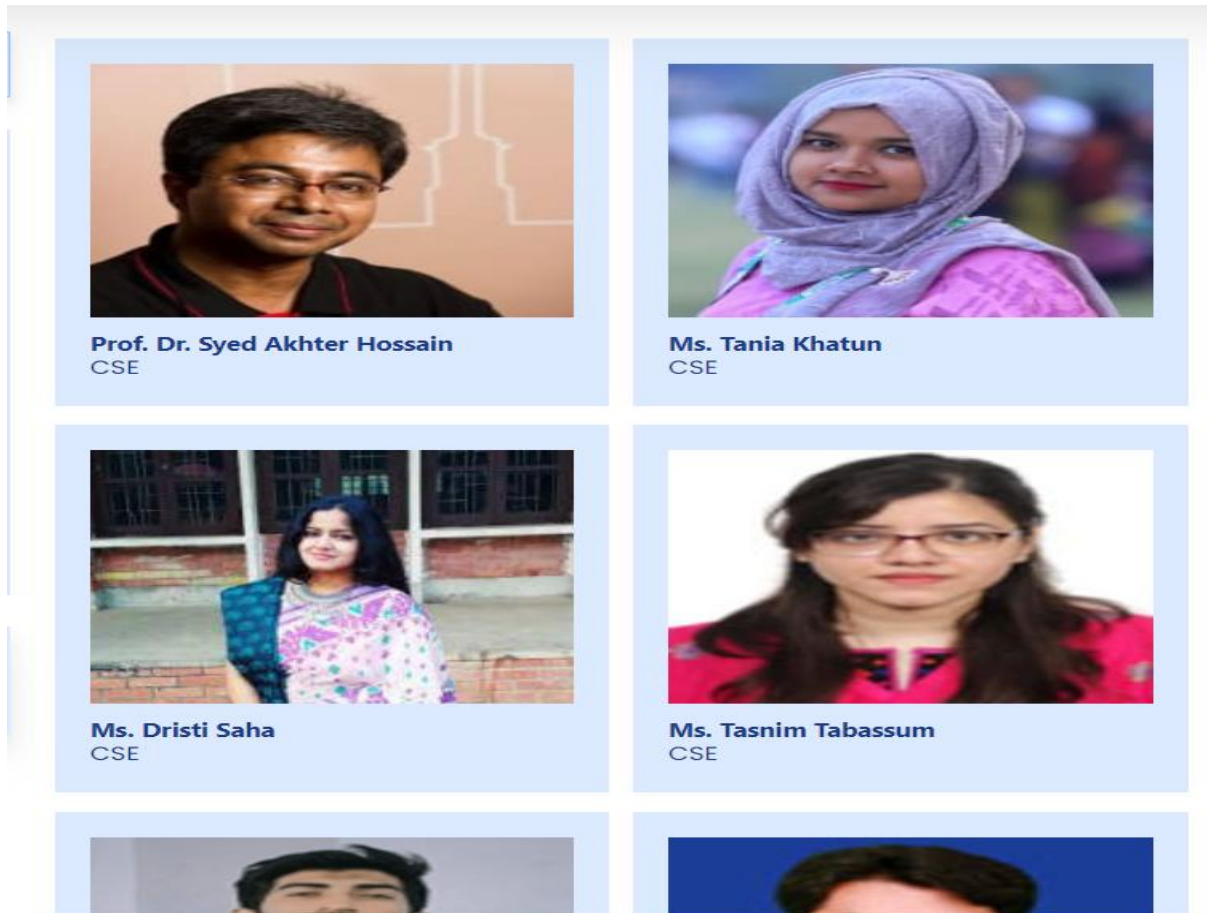 Prof. Dr. Syed Akhter Hossain
CSE
Ms. Tania Khatun
CSE
Ms. Dristi Saha
CSE
Ms. Tasnim Tabassum
CSE